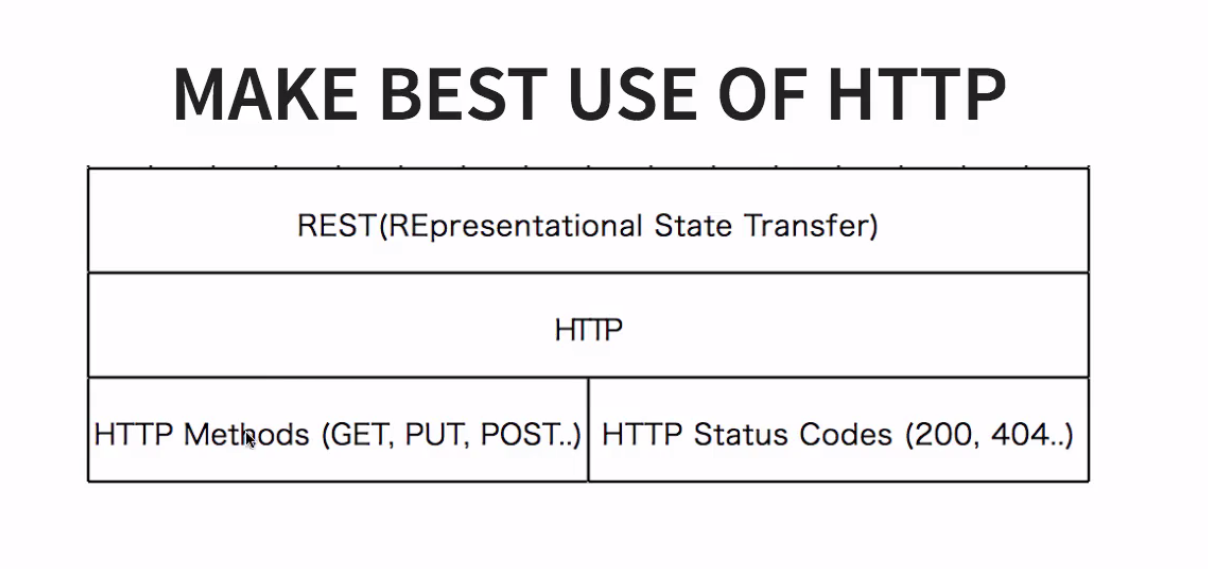 MAKE BEST USE OF HTTP
REST(REpresentational State Transfer)
HTTP
HTTP Methods (GET, PUT, POST..)
HTTP Status Codes (200, 404..)